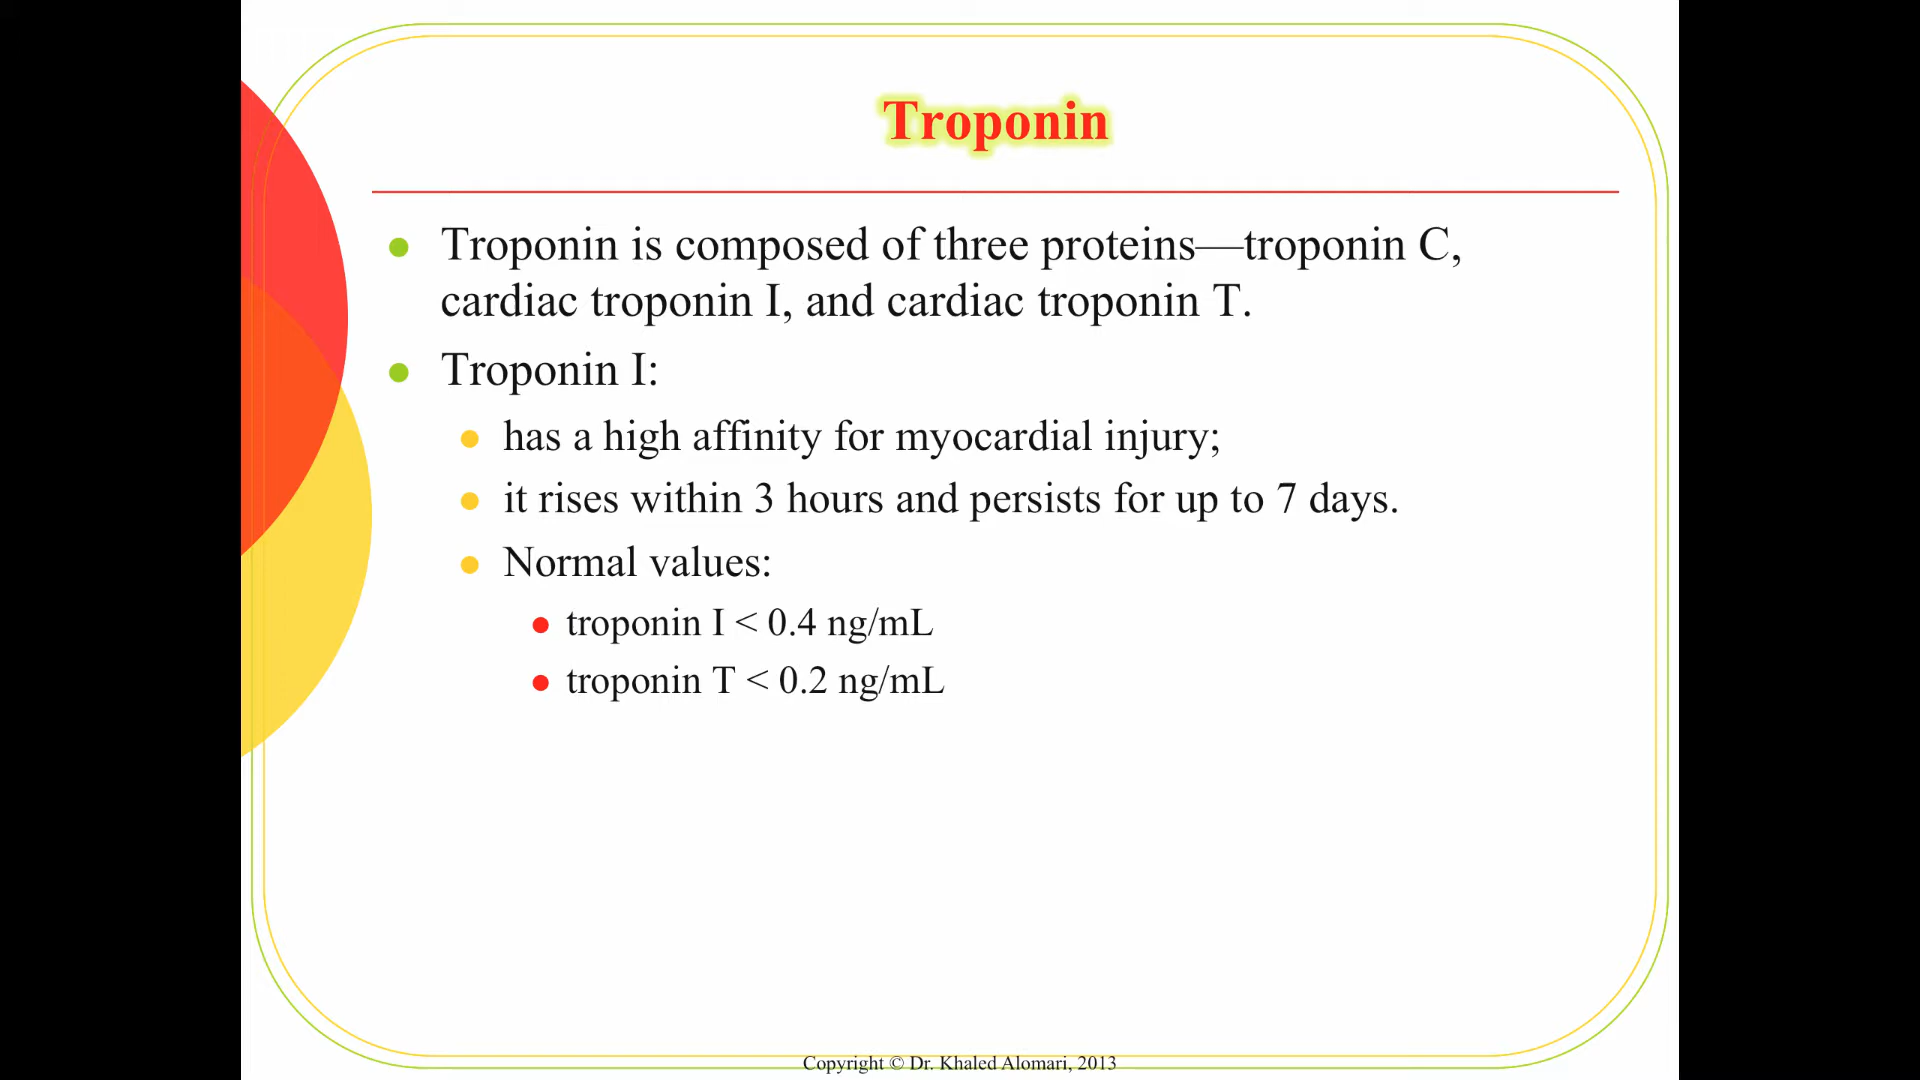 Troponin
Troponin is composed of three proteins—troponin C,
cardiac troponin I, and cardiac troponin T.
Troponin I:
has a high affinity for myocardial injury;
it rises within 3 hours and persists for up to 7 days.
Normal values:
troponin I < 0.4 ng/mL
troponin T < 0.2 ng/mL
Copyright © Dr. Khaled Alomari, 2013